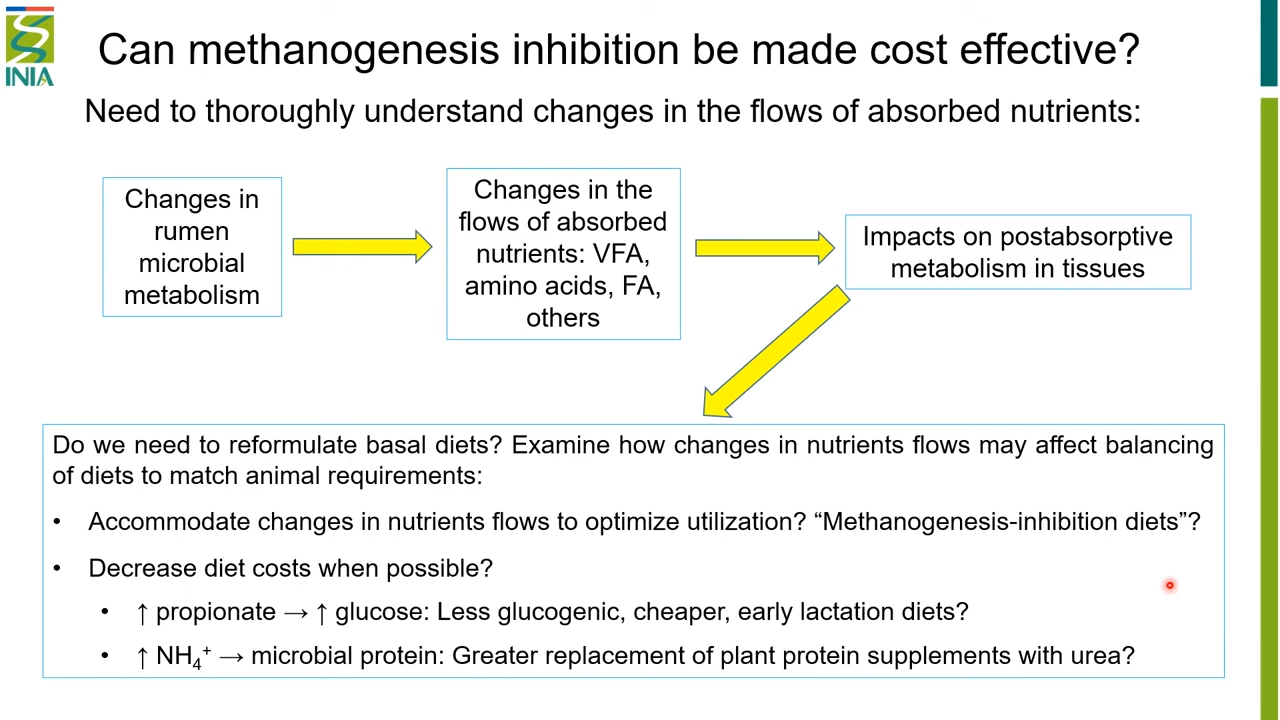 INIA
Can methanogenesis inhibition be made cost effective?
Need to thoroughly understand changes in the flows of absorbed nutrients:
Changes in
rumen
microbial
metabolism
Changes in the
flows of absorbed
nutrients: VFA,
amino acids, FA,
others
Impacts on postabsorptive
metabolism in tissues
Do we need to reformulate basal diets? Examine how changes in nutrients flows may affect balancing
of diets to match animal requirements:
• Accommodate changes in nutrients flows to optimize utilization? “Methanogenesis-inhibition diets”?
• Decrease diet costs when possible?
• ↑ propionate → ↑ glucose: Less glucogenic, cheaper, early lactation diets?
• ↑ NH₄⁺ → microbial protein: Greater replacement of plant protein supplements with urea?